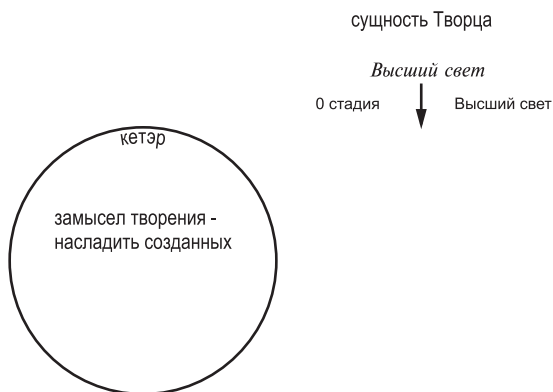 сущность Творца
Высший свет
0 стадия Высший свет
кетэр
замысел творения -
насладить созданных